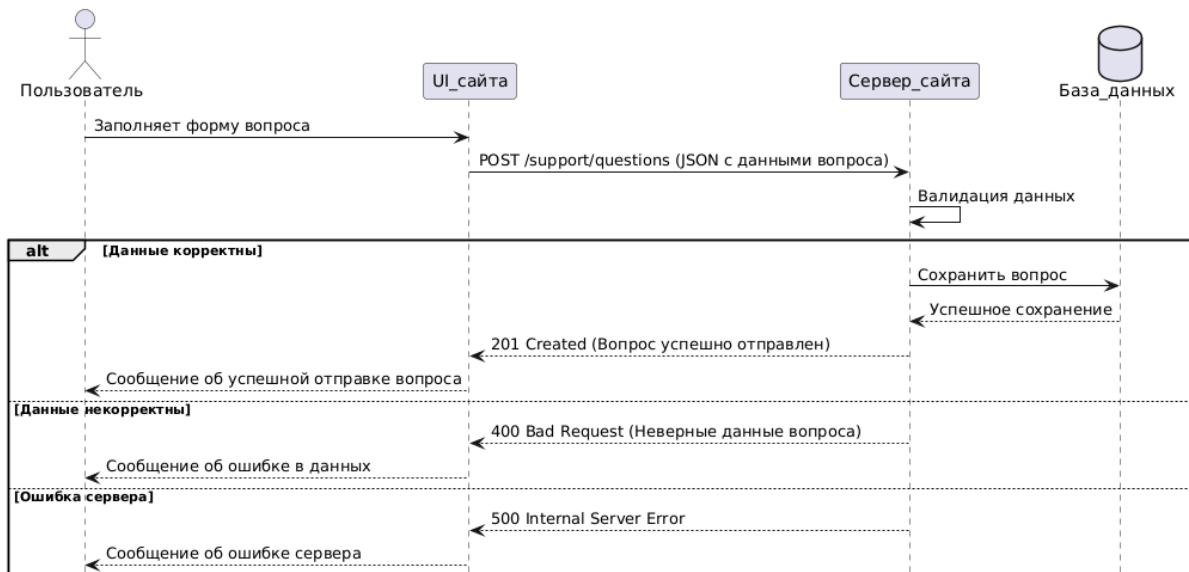 Пользователь
UI_сайта
Сервер_сайта
База_данных
Заполняет форму вопроса
POST /support/questions (JSON с данными вопроса)
Валидация данных
alt [Данные корректны]
Сохранить вопрос
Успешное сохранение
201 Created (Вопрос успешно отправлен)
Сообщение об успешной отправке вопроса
[Данные некорректны]
400 Bad Request (Неверные данные вопроса)
Сообщение об ошибке в данных
[Ошибка сервера]
500 Internal Server Error
Сообщение об ошибке сервера